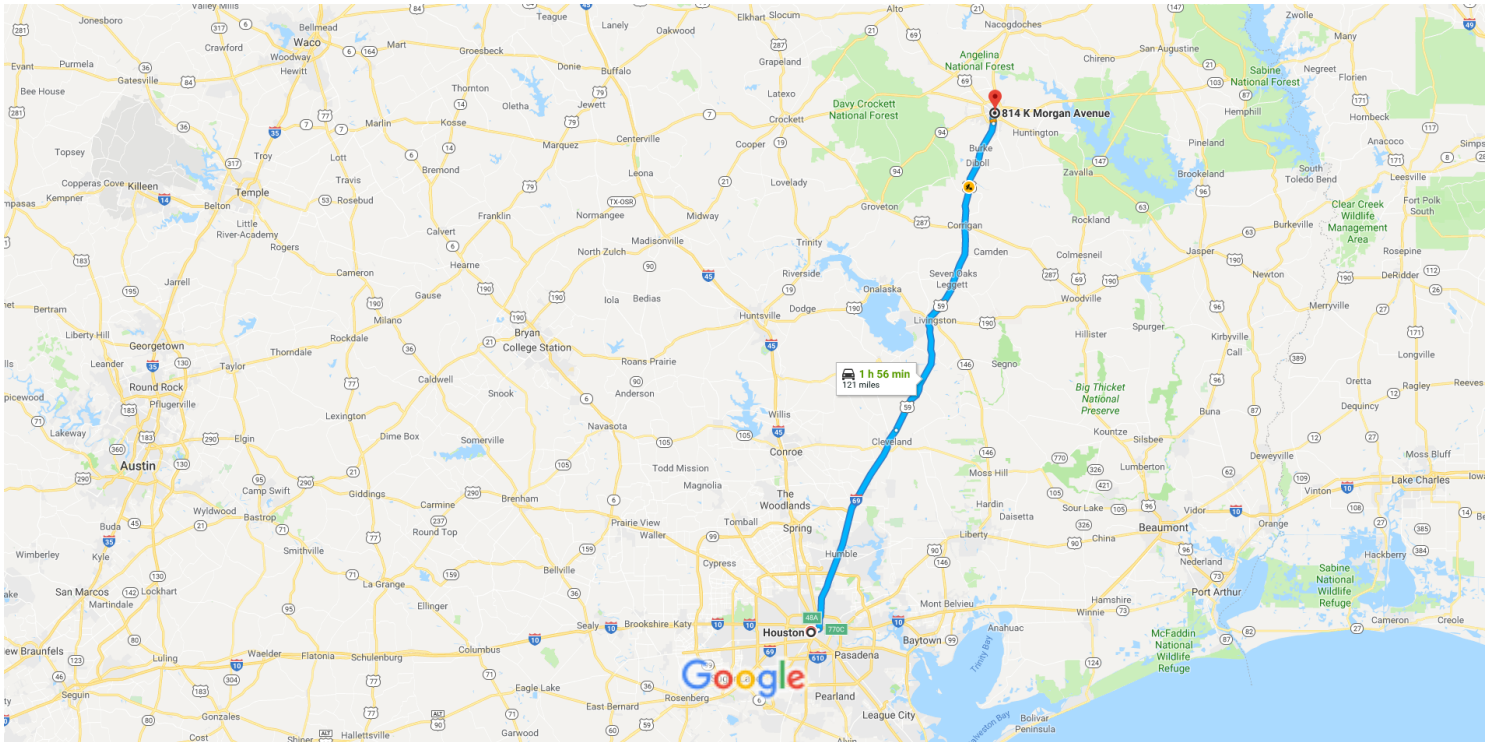 Jonesboro
Valley Mills
Bellmead
Waco
Mart
Groesbeck
Teague
Lanely
Oakwood
Elkhart
Slocum
Alto
Nacogdoches
Zwolle
Many
Evant
Purmela
Crawford
Gatesville
Woodway
Hewitt
Donie
Buffalo
Grapeland
Angelina
National Forest
Chireno
San Augustine
Sabine
National Forest
Negreet
Florien
Bee House
Thornton
Oletha
Jewett
Latexo
Crockett
Davy Crockett
National Forest
814 K Morgan Avenue
Huntington
Hemphill
Hornbeck
Marlin
Kosse
Centerville
Marquez
Cooper
Burke
Diboll
Pineland
Anacoco
Topsey
Troy
Lott
Travis
Rosebud
Bremond
Leona
Lovelady
Zavalla
Brookeland
South
Toledo Bend
Leesville
Copperas Cove
Kempner
Killeen
Temple
Belton
Little
River-Academy
Rogers
Franklin
Calvert
TX-OSR
Normangee
Midway
Groveton
Corrigan
Rockland
Clear Creek
Wildlife
Management
Area
Fort Polk
South
Burkeville
North Zulch
Madisonville
Trinity
Camden
Colmesneil
Jasper
Rosepine
Cameron
Hearne
Riverside
Seven Oaks
Leggett
Newton
DeRidder
Jarrell
Gause
Iola
Bedias
Onalaska
Woodville
Bertram
Milano
Huntsville
Dodge
Livingston
Merryville
Liberty Hill
Georgetown
Rockdale
Bryan
College Station
Hillister
Spurger
Kirbyville
Call
Leander
Taylor
Thorndale
Roans Prairie
1 h 56 min
121 miles
Segno
Longville
Round Rock
Pflugerville
Caldwell
Snook
Anderson
Big Thicket
National
Preserve
Oretta
Ragley
Reeves
Lakeway
Lexington
Navasota
Willis
Buna
Dequincy
Elgin
Dime Box
Somerville
Cleveland
Kountze
Silsbee
Austin
Conroe
Todd Mission
Magnolia
Moss Hill
Lumberton
Deweyville
Moss Bluff
Camp Swift
Giddings
Brenham
The
Woodlands
Hardin
Daisetta
Sour Lake
Vinton
Lake Charles
Wyldwood
Bastrop
Carmine
Round Top
Prairie View
Waller
Tomball
Spring
Liberty
China
Beaumont
Vidor
Orange
Buda
Kyle
Wimberley
Smithville
Humble
Nederland
Hackberry
San Marcos
Martindale
Lockhart
La Grange
Bellville
Cypress
Port Arthur
Sabine
National
Wildlife
Refuge
Ellinger
Mont Belvieu
Hamshire
Winnie
Cameron
Creole
48A
770C
Houston
Sealy
Brookshire
Katy
Baytown
Anahuac
Trinity Bay
McFaddin
National
Wildlife
Refuge
New Braunfels
Luling
Waelder
Flatonia
Schulenburg
Columbus
Pasadena
Seguin
Eagle Lake
Google
Rosenberg
Pearland
Gonzales
East Bernard
League City
Bolivar
Peninsula
Cost
Shiner
Hallettsville
Garwood
Alvin